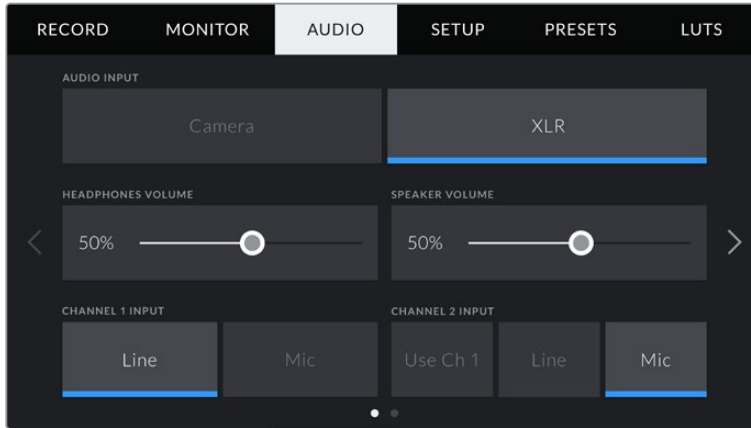 RECORD MONITOR AUDIO SETUP PRESETS LUTS
AUDIO INPUT
Camera XLR
HEADPHONES VOLUME SPEAKER VOLUME
50% 50%
CHANNEL 1 INPUT CHANNEL 2 INPUT
Line Mic Use Ch 1 Line Mic